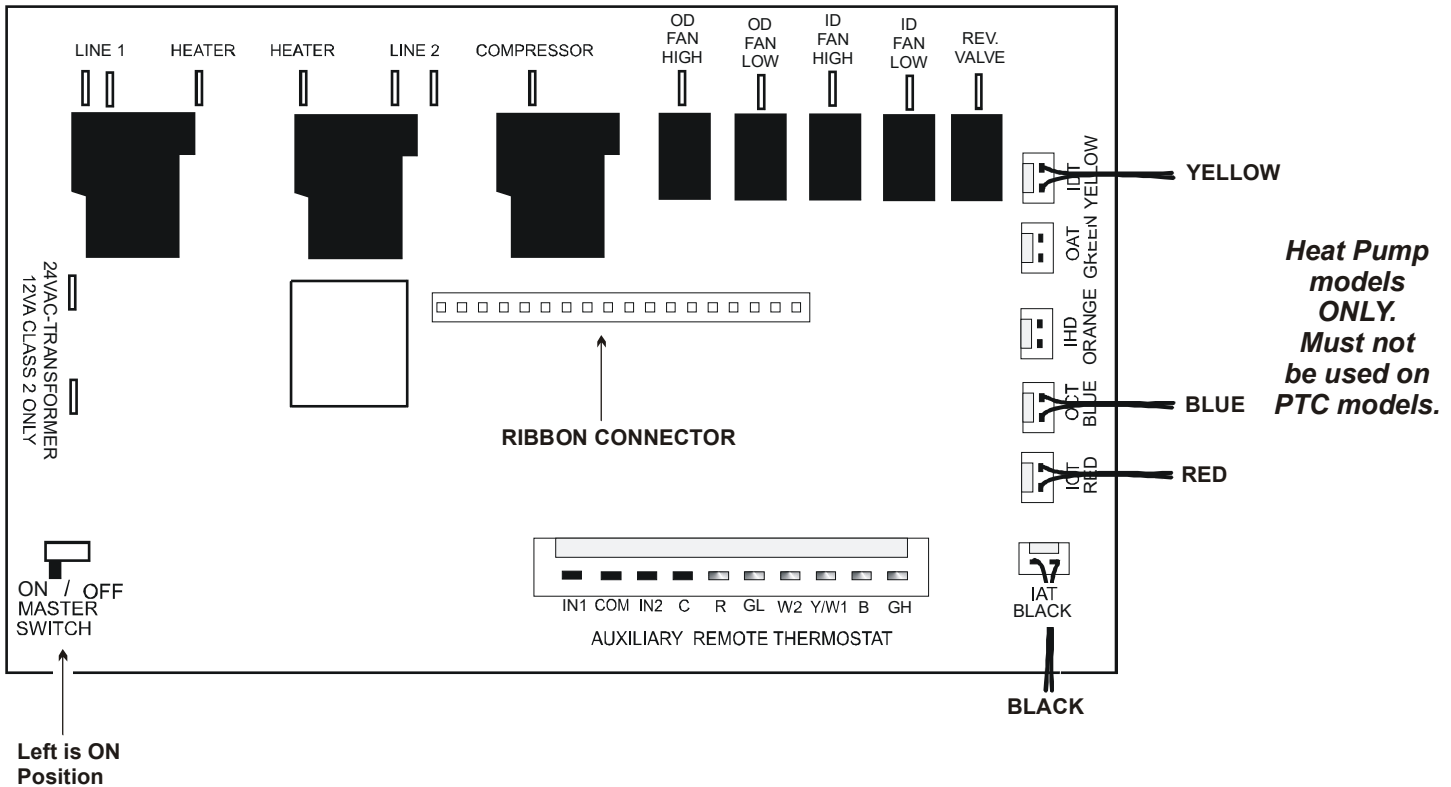 LINE 1
HEATER
HEATER
LINE 2
COMPRESSOR
OD
FAN
HIGH
OD
FAN
LOW
ID
FAN
HIGH
ID
FAN
LOW
REV.
VALVE
IDT
YELLOW
YELLOW
OAT
GREEN
IHD
ORANGE
OCT
BLUE
BLUE
RED
RED
Heat Pump
models
ONLY.
Must not
be used on
PTC models.
24VAC-TRANSFORMER
12VA CLASS 2 ONLY
RIBBON CONNECTOR
ON / OFF
MASTER
SWITCH
IN1 COM IN2 C R GL W2 Y/W1 B GH
AUXILIARY REMOTE THERMOSTAT
IAT
BLACK
BLACK
Left is ON
Position